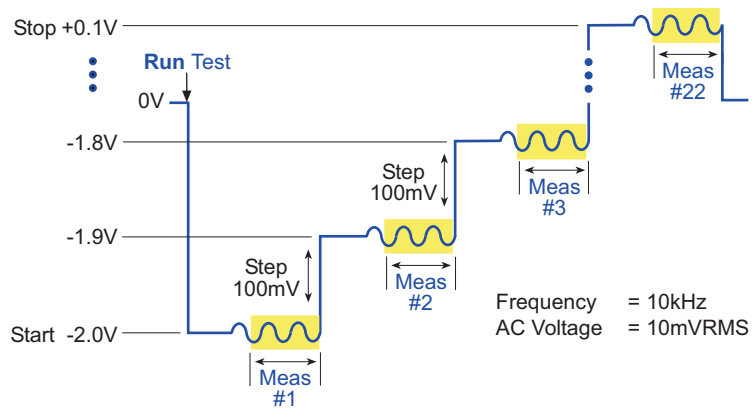 Stop +0.1V
Run Test
0V
Meas
#22
-1.8V
Step
100mV
Meas
#3
-1.9V
Step
100mV
Meas
#2
Frequency = 10kHz
AC Voltage = 10mVRMS
Start -2.0V
Meas
#1